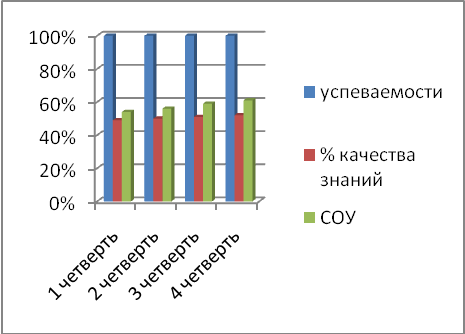 100%
80%
60%
40%
20%
0%
1 четверть
2 четверть
3 четверть
4 четверть
успеваемости
% качества
знаний
СОУ